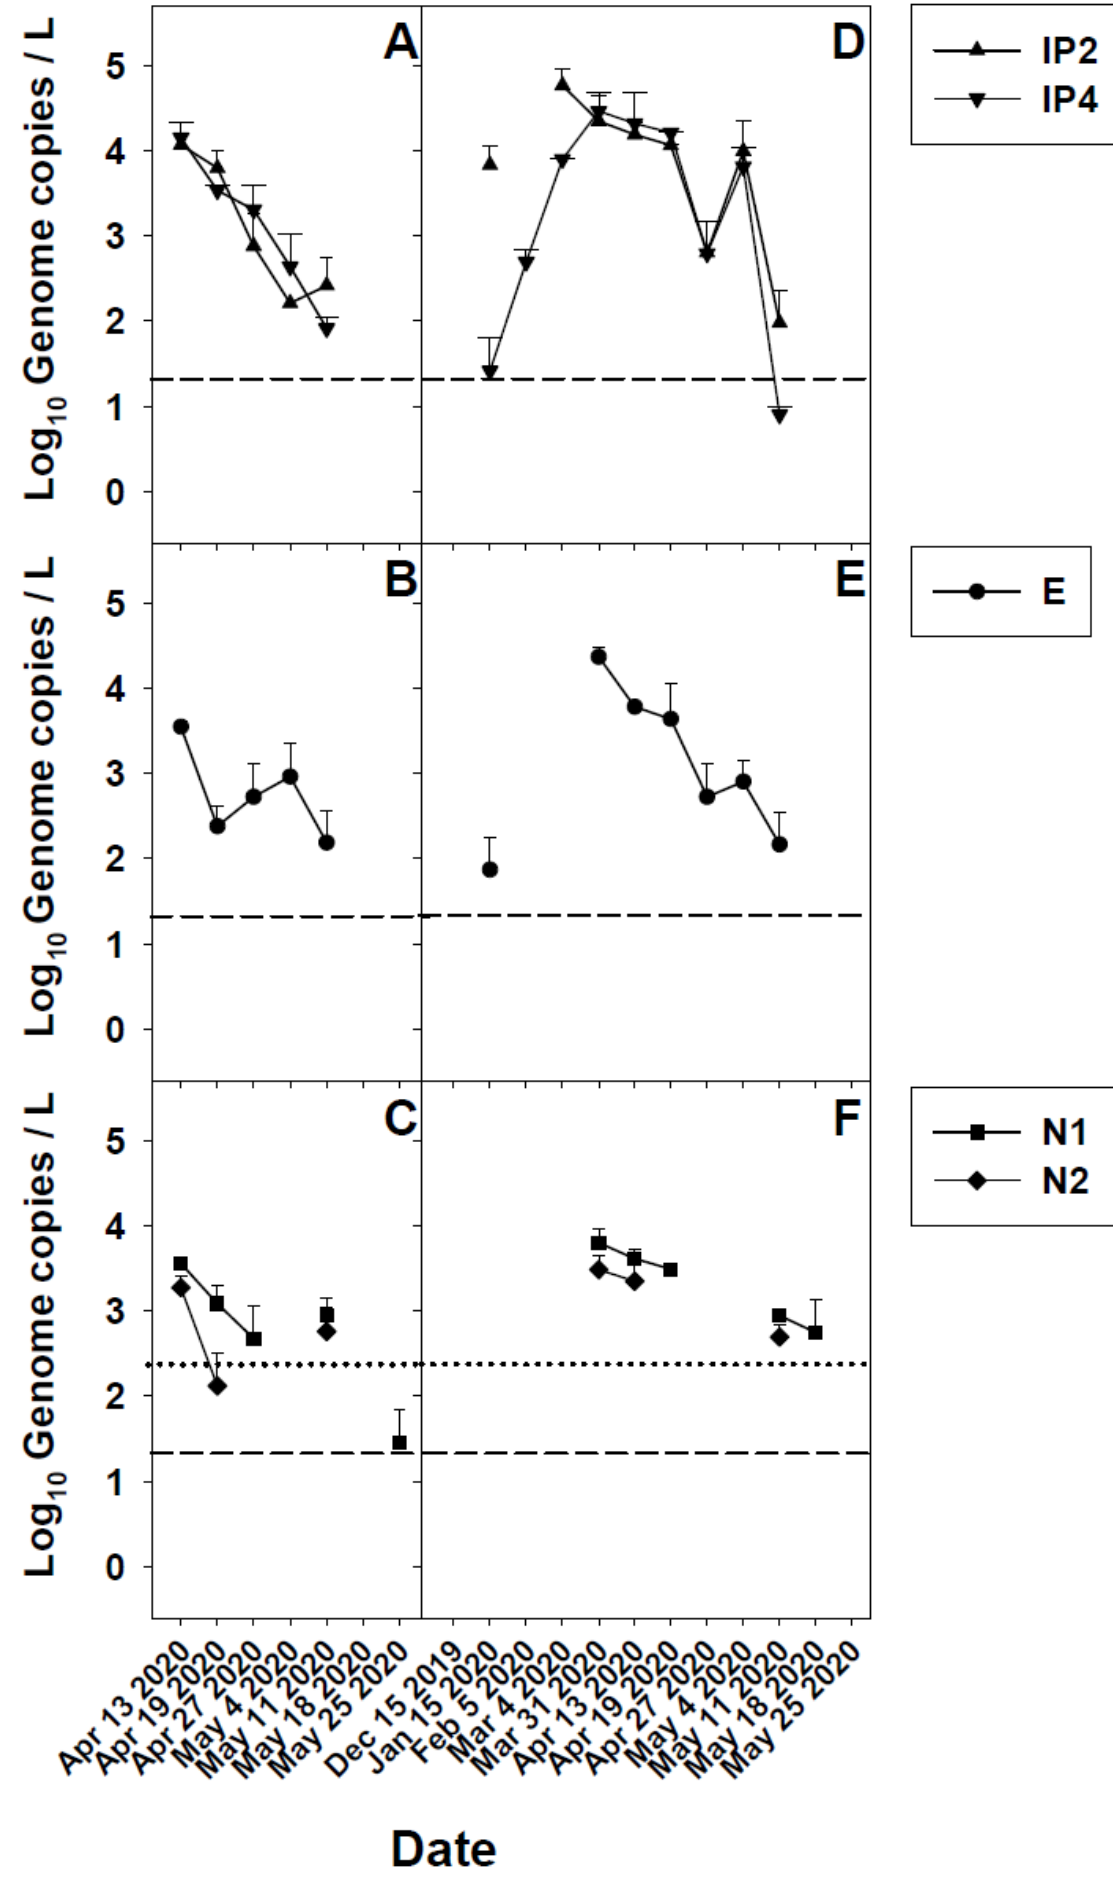 Log10 Genome copies / L
5
4
3
2
1
0
A
D
IP2
IP4
Log10 Genome copies / L
5
4
3
2
1
0
B
E
E
Log10 Genome copies / L
5
4
3
2
1
0
C
F
N1
N2
Apr 13 2020
Apr 19 2020
Apr 27 2020
May 4 2020
May 11 2020
May 18 2020
May 25 2020
Dec 15 2019
Jan 15 2020
Feb 5 2020
Mar 4 2020
Mar 31 2020
Apr 13 2020
Apr 19 2020
Apr 27 2020
May 4 2020
May 11 2020
May 18 2020
May 25 2020
Date